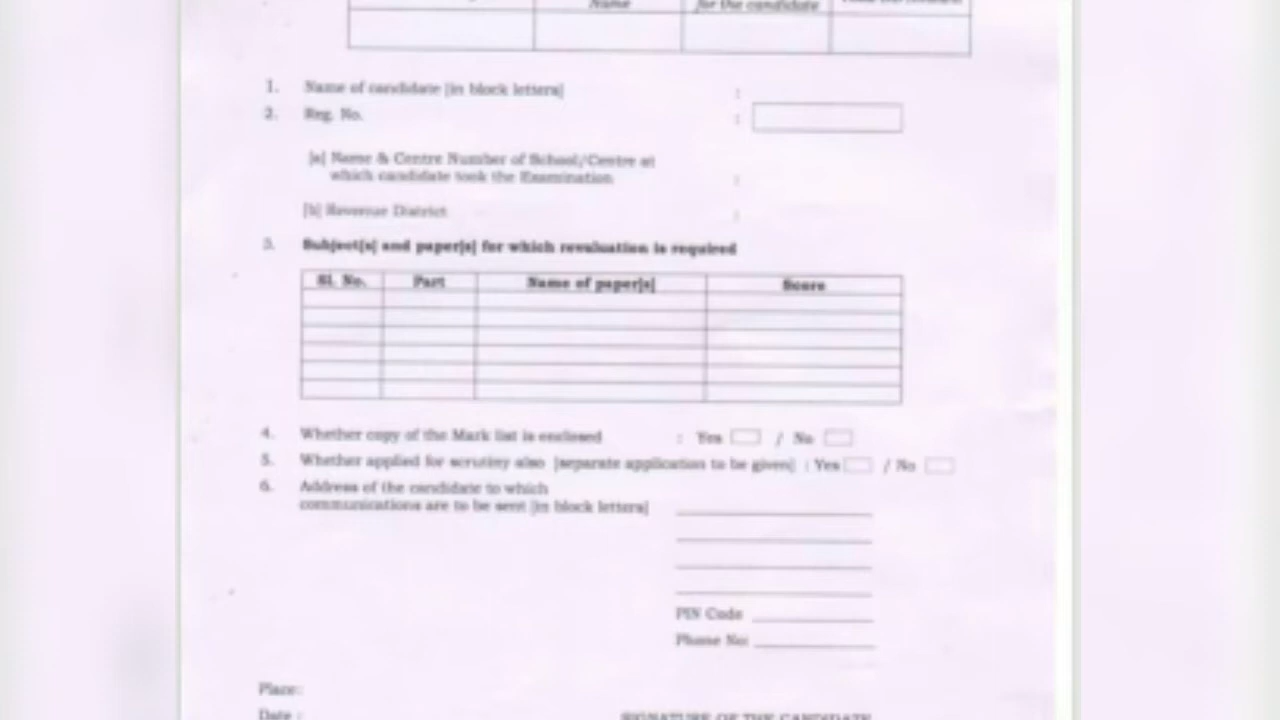 Name
for the candidate
1. Name of candidate [in block letters] :
2. Reg. No. :
[a] Name & Centre Number of School/Centre at
which candidate took the Examination :
[b] Revenue District :
3. Subject[s] and paper[s] for which revaluation is required
Sl. No. Part Name of paper[s] Score
4. Whether copy of the Mark list is enclosed : Yes / No
5. Whether applied for scrutiny also [separate application to be given] : Yes / No
6. Address of the candidate to which
communications are to be sent [in block letters]
PIN Code
Phone No:
Place:
Date :
SIGNATURE OF THE CANDIDATE